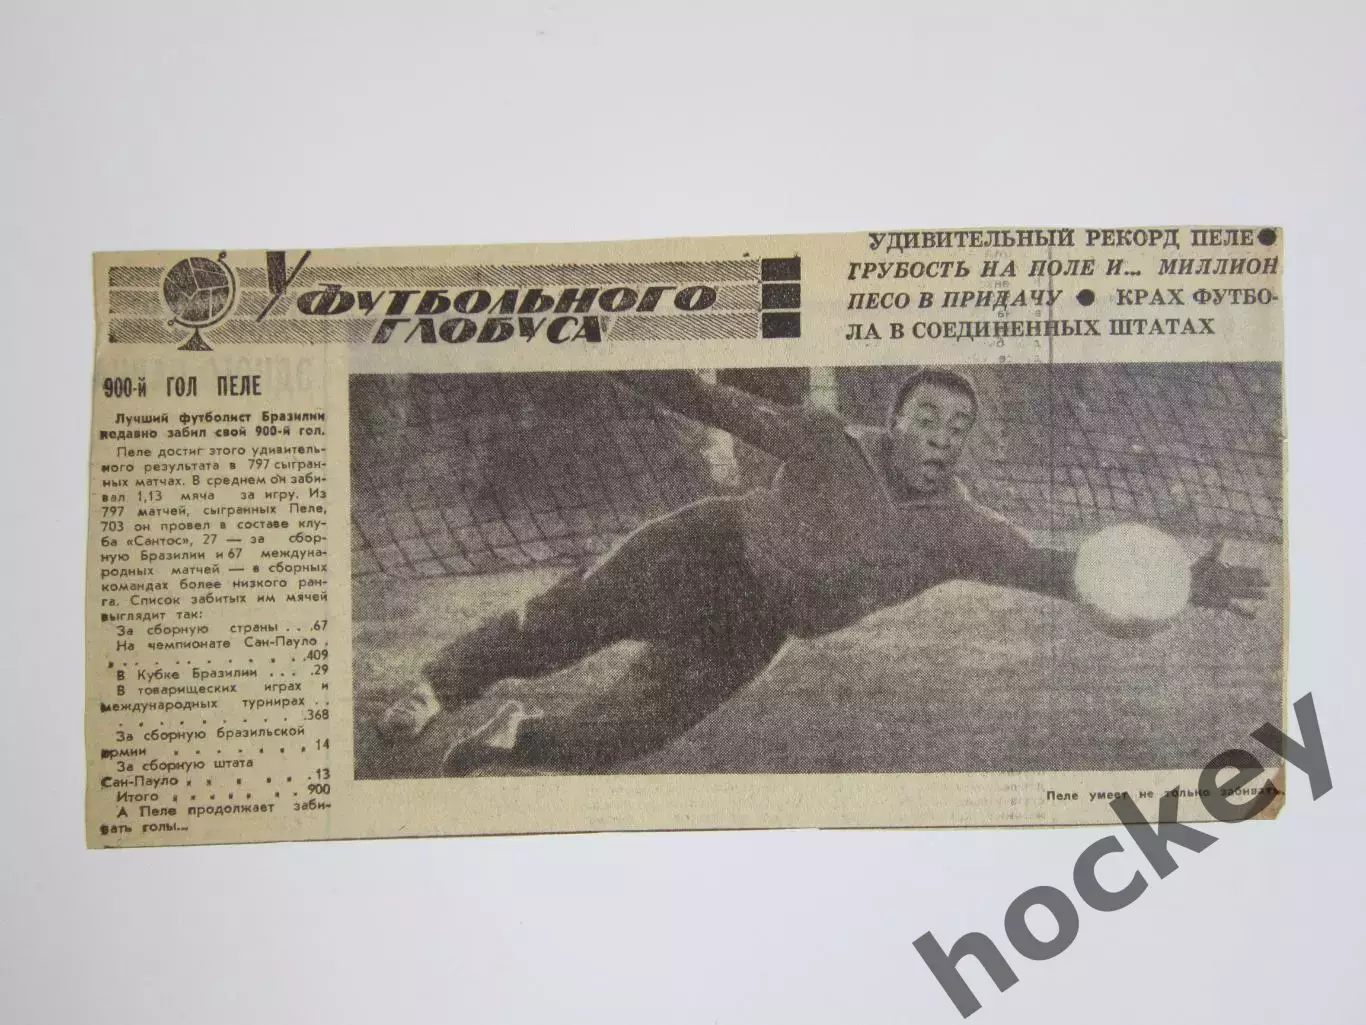 У ФУТБОЛЬНОГО
ГЛОБУСА
УДИВИТЕЛЬНЫЙ РЕКОРД ПЕЛЕ ●
ГРУБОСТЬ НА ПОЛЕ И... МИЛЛИОН
ПЕСО В ПРИДАЧУ ● КРАХ ФУТБО-
ЛА В СОЕДИНЕННЫХ ШТАТАХ
900-й ГОЛ ПЕЛЕ
Лучший футболист Бразилии
недавно забил свой 900-й гол.
Пеле достиг этого удивитель-
ного результата в 797 сыгран-
ных матчах. В среднем он заби-
вал 1,13 мяча за игру. Из
797 матчей, сыгранных Пеле,
703 он провел в составе клу-
ба «Сантос», 27 — за сбор-
ную Бразилии и 67 междуна-
родных матчей — в сборных
командах более низкого ран-
га. Список забитых им мячей
выглядит так:
За сборную страны . . .67
На чемпионате Сан-Пауло .
. . . . . . . . . . .409
В Кубке Бразилии . . . .29
В товарищеских играх и
международных турнирах . .
. . . . . . . . . . .368
За сборную бразильской
армии . . . . . . . 14
За сборную штата
Сан-Пауло . . . . . .13
Итого . . . . . . . 900
А Пеле продолжает заби-
вать голы...
Пеле умеет не только забивать.
hockey